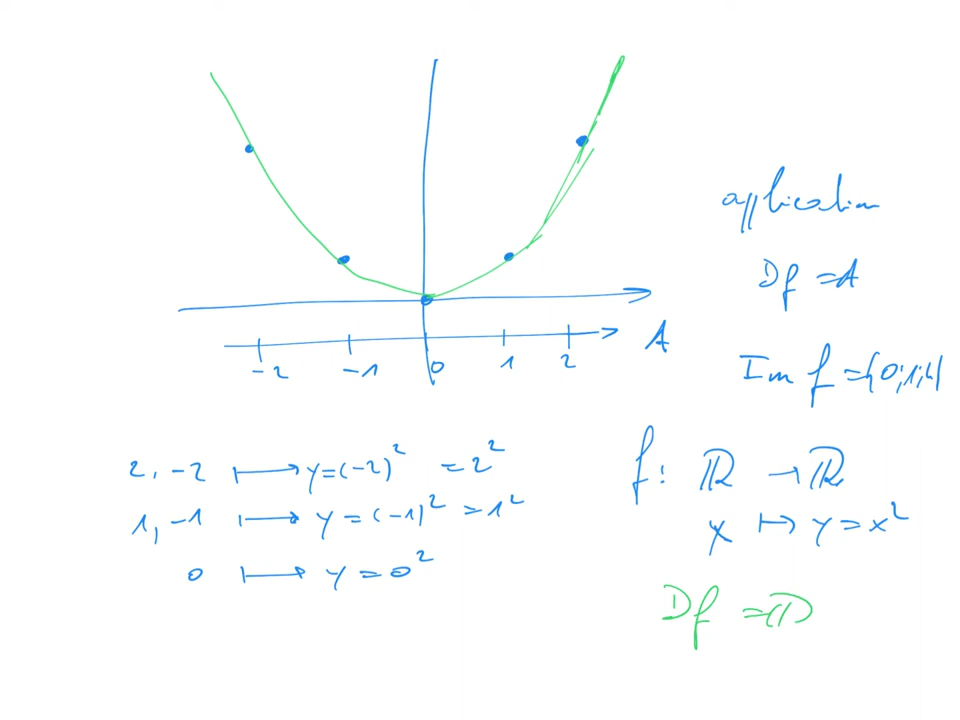 application
Df = A
A
-2 -1 0 1 2
Im f = {0;1;4}
2, -2 ⟼ y=(-2)² = 2²
f: ℝ → ℝ
1, -1 ⟼ y = (-1)² = 1²
x ↦ y = x²
0 ⟼ y = 0²
Df =